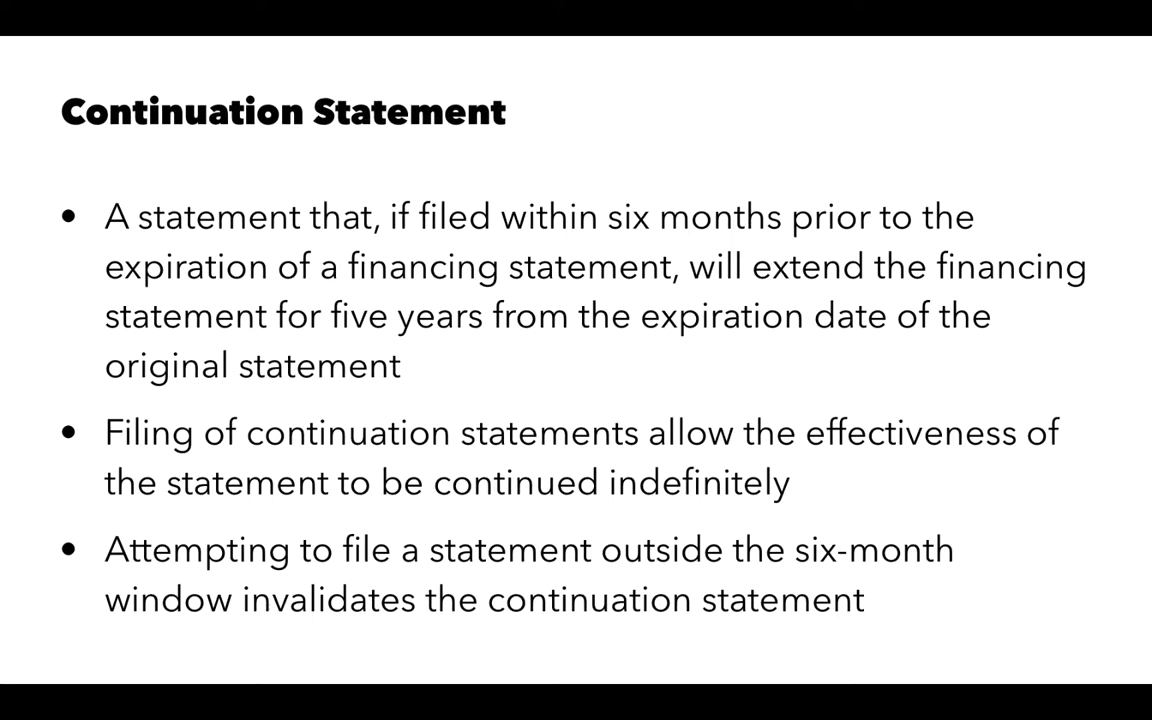 Continuation Statement
• A statement that, if filed within six months prior to the
expiration of a financing statement, will extend the financing
statement for five years from the expiration date of the
original statement
• Filing of continuation statements allow the effectiveness of
the statement to be continued indefinitely
• Attempting to file a statement outside the six-month
window invalidates the continuation statement